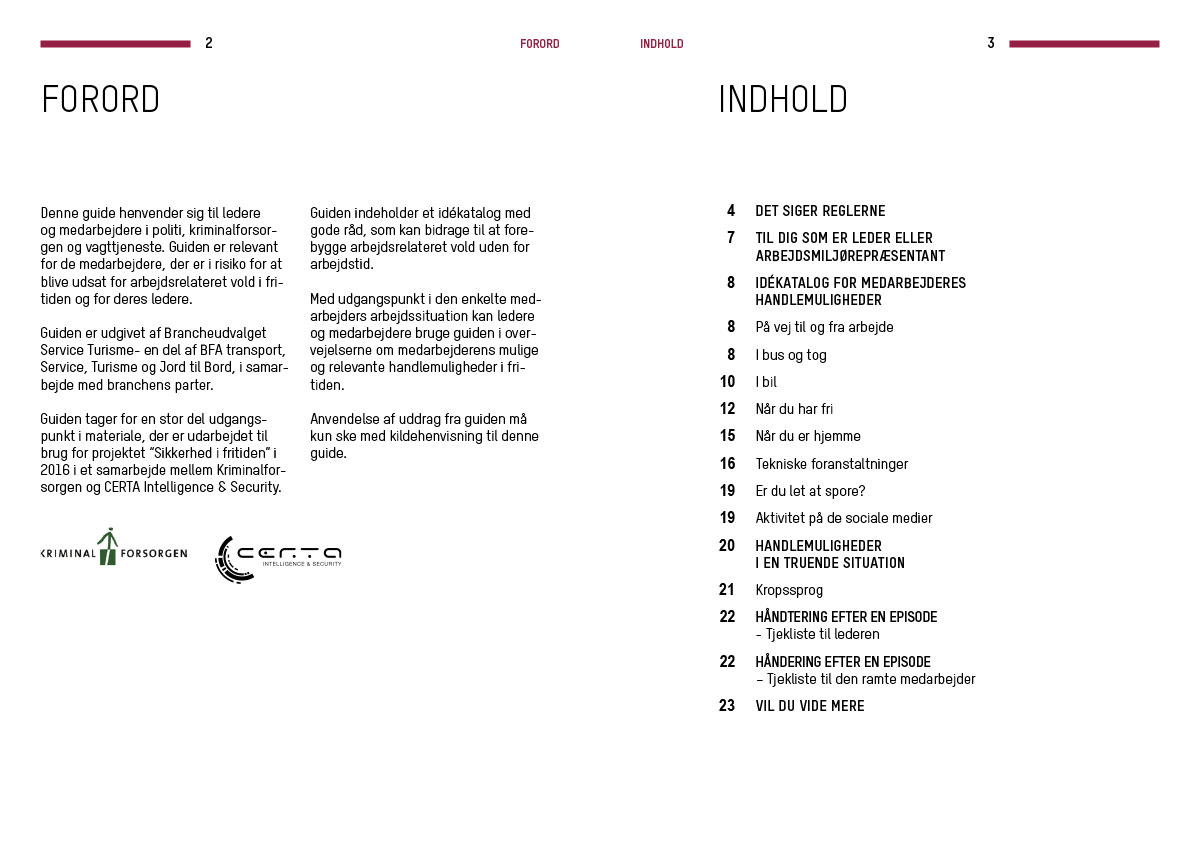 2
FORORD
FORORD
Denne guide henvender sig til ledere
og medarbejdere i politi, kriminalforsor-
gen og vagttjeneste. Guiden er relevant
for de medarbejdere, der er i risiko for at
blive udsat for arbejdsrelateret vold i fri-
tiden og for deres ledere.
Guiden er udgivet af Brancheudvalget
Service Turisme- en del af BFA transport,
Service, Turisme og Jord til Bord, i samar-
bejde med branchens parter.
Guiden tager for en stor del udgangs-
punkt i materiale, der er udarbejdet til
brug for projektet “Sikkerhed i fritiden” i
2016 i et samarbejde mellem Kriminalfor-
sorgen og CERTA Intelligence & Security.
KRIMINAL FORSORGEN
CERTA
INTELLIGENCE & SECURITY
Guiden indeholder et idékatalog med
gode råd, som kan bidrage til at fore-
bygge arbejdsrelateret vold uden for
arbejdstid.
Med udgangspunkt i den enkelte med-
arbejders arbejdssituation kan ledere
og medarbejdere bruge guiden i over-
vejelserne om medarbejderens mulige
og relevante handlemuligheder i fri-
tiden.
Anvendelse af uddrag fra guiden må
kun ske med kildehenvisning til denne
guide.
INDHOLD
3
INDHOLD
4 DET SIGER REGLERNE
7 TIL DIG SOM ER LEDER ELLER
ARBEJDSMILJØREPRÆSENTANT
8 IDÉKATALOG FOR MEDARBEJDERES
HANDLEMULIGHEDER
8 På vej til og fra arbejde
8 I bus og tog
10 I bil
12 Når du har fri
15 Når du er hjemme
16 Tekniske foranstaltninger
19 Er du let at spore?
19 Aktivitet på de sociale medier
20 HANDLEMULIGHEDER
I EN TRUENDE SITUATION
21 Kropssprog
22 HÅNDTERING EFTER EN EPISODE
- Tjekliste til lederen
22 HÅNDERING EFTER EN EPISODE
– Tjekliste til den ramte medarbejder
23 VIL DU VIDE MERE